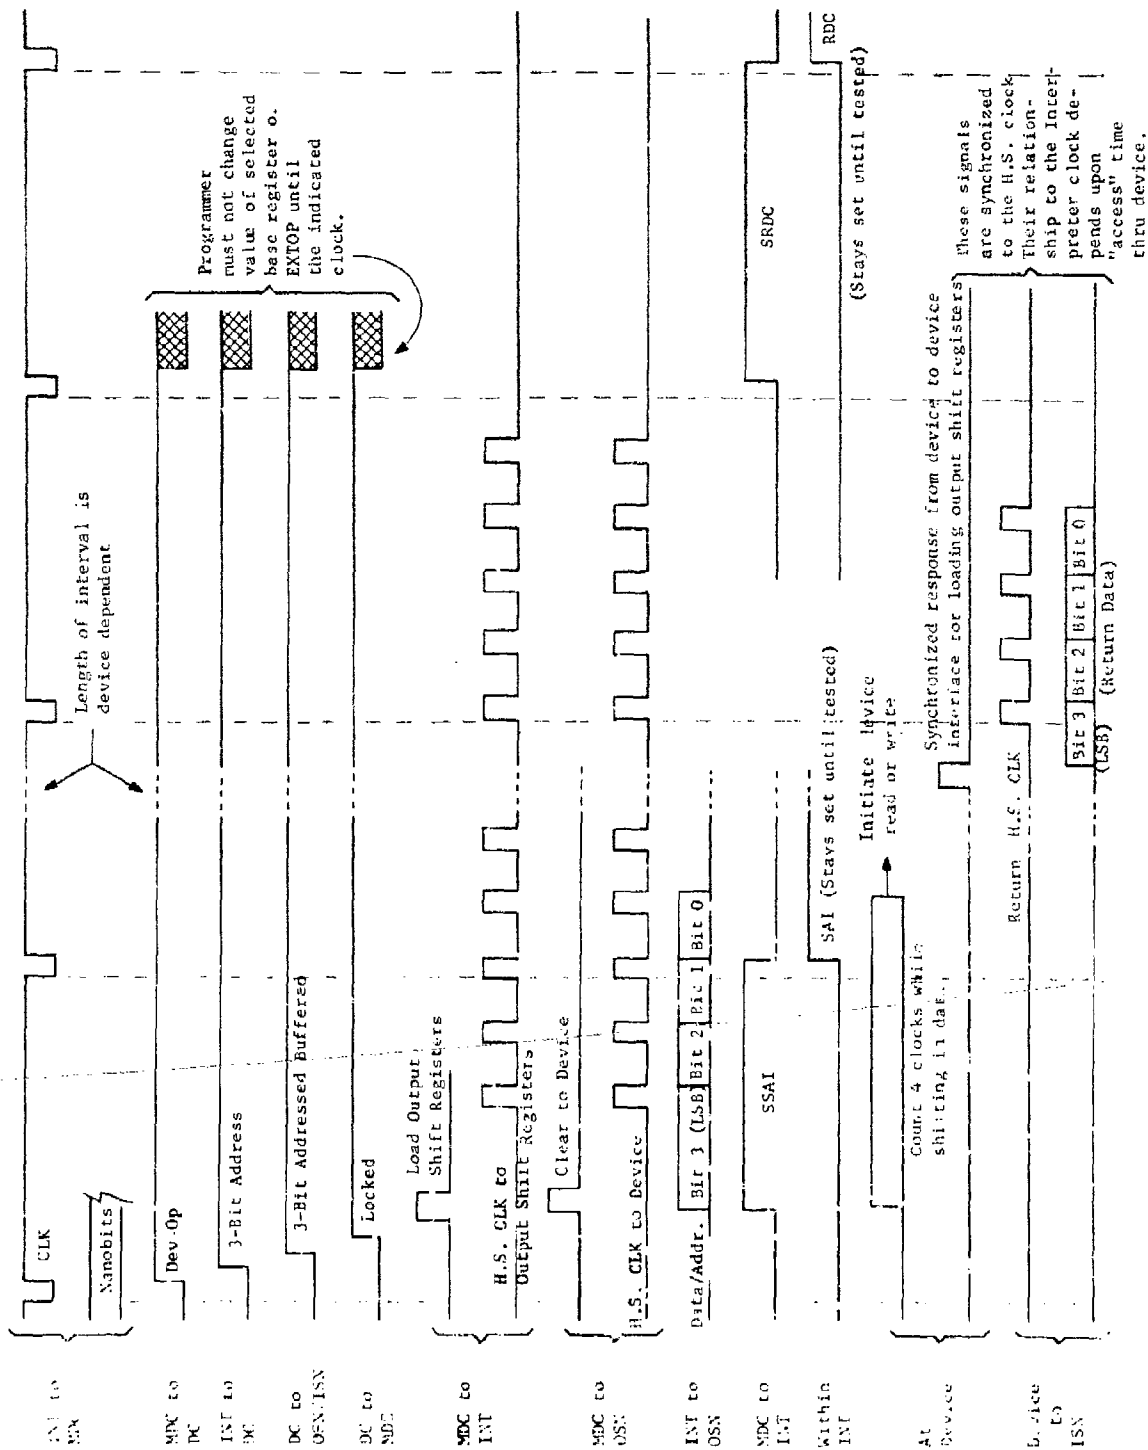 INT to
MDC
CLK
Nanobits
Length of interval is
device dependent
MDC to
DC
Dev-Op
INT to
DC
3-Bit Address
DC to
OSN/ISN
3-Bit Addressed Buffered
DC to
MDC
Locked
Programmer
must not change
value of selected
base register o.
EXTOP until
the indicated
clock.
MDC to
INT
Load Output
Shift Registers
H.S. CLK to
Output Shift Registers
MDC to
OSN
Clear to Device
H.S. CLK to Device
INT to
OSN
Data/Addr.
Bit 3 (LSB)
Bit 2
Bit 1
Bit 0
MDC to
INT
SSAI
SRDC
Within
INT
SAI (Stays set until tested)
RDC
(Stays set until tested)
At
Device
Count 4 clocks while
shifting in data.
Initiate device
read or write
Synchronized response from device to device
interface for loading output shift registers
Device
to
ISN
Return H.S. CLK
Bit 3
Bit 2
Bit 1
Bit 0
(LSB)
(Return Data)
These signals
are synchronized
to the H.S. clock
Their relation-
ship to the Inter-
preter clock de-
pends upon
"access" time
thru device.